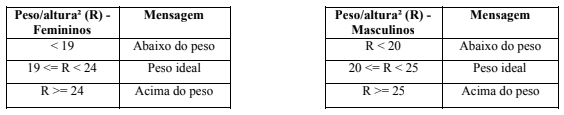 Peso/altura² (R) - Femininos Mensagem
< 19 Abaixo do peso
19 <= R < 24 Peso ideal
R >= 24 Acima do peso
Peso/altura² (R) - Masculinos Mensagem
R < 20 Abaixo do peso
20 <= R < 25 Peso ideal
R >= 25 Acima do peso